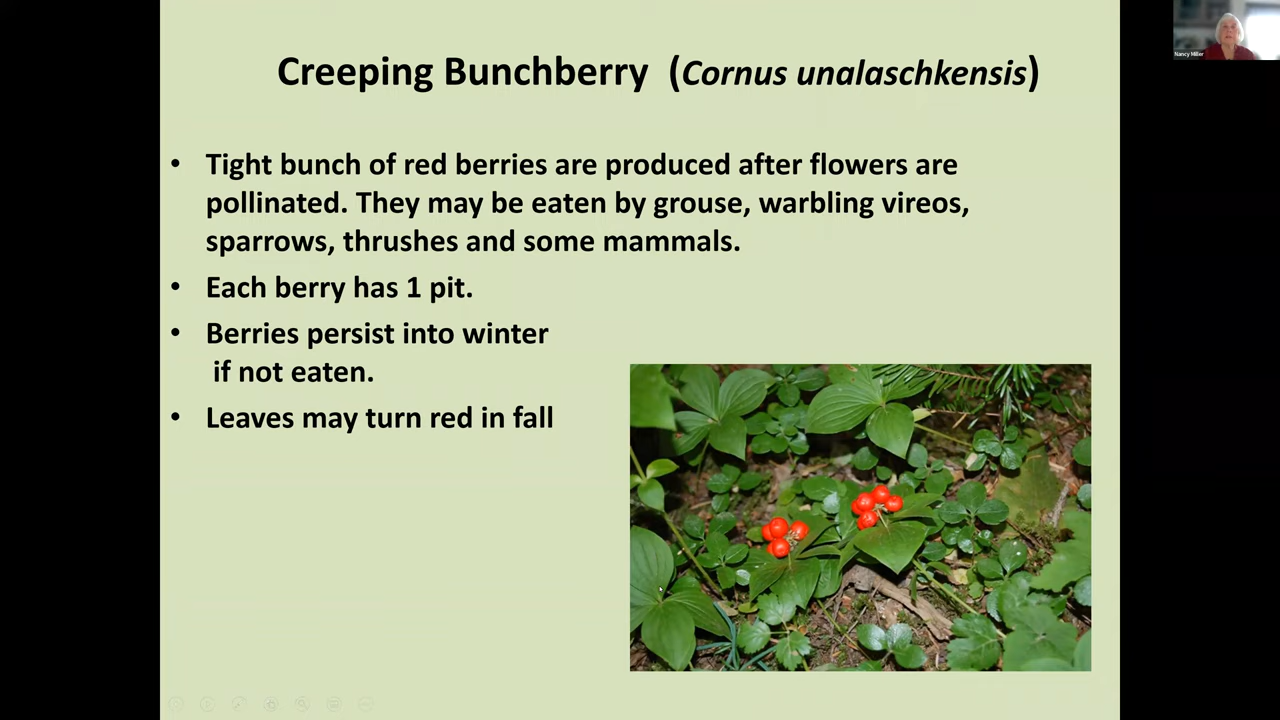 Creeping Bunchberry (Cornus unalaschkensis)
• Tight bunch of red berries are produced after flowers are
pollinated. They may be eaten by grouse, warbling vireos,
sparrows, thrushes and some mammals.
• Each berry has 1 pit.
• Berries persist into winter
if not eaten.
• Leaves may turn red in fall
Nancy Miller